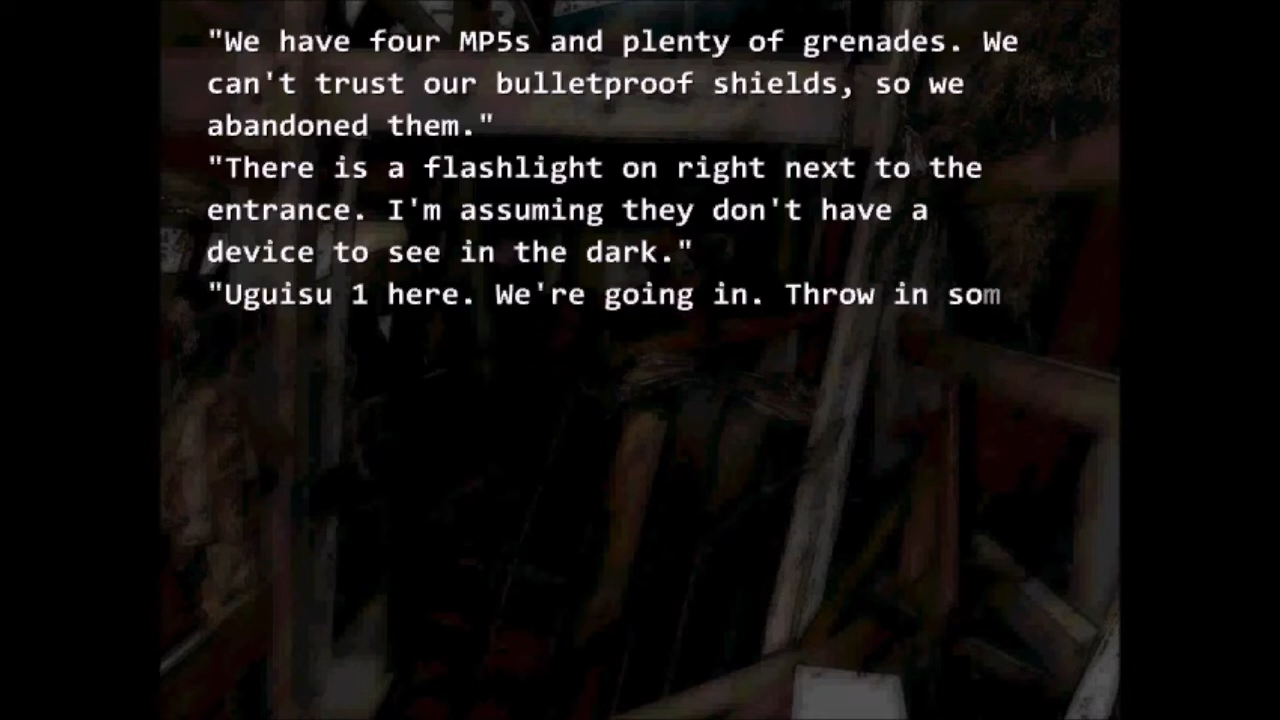 "We have four MP5s and plenty of grenades. We
can't trust our bulletproof shields, so we
abandoned them."
"There is a flashlight on right next to the
entrance. I'm assuming they don't have a
device to see in the dark."
"Uguisu 1 here. We're going in. Throw in som